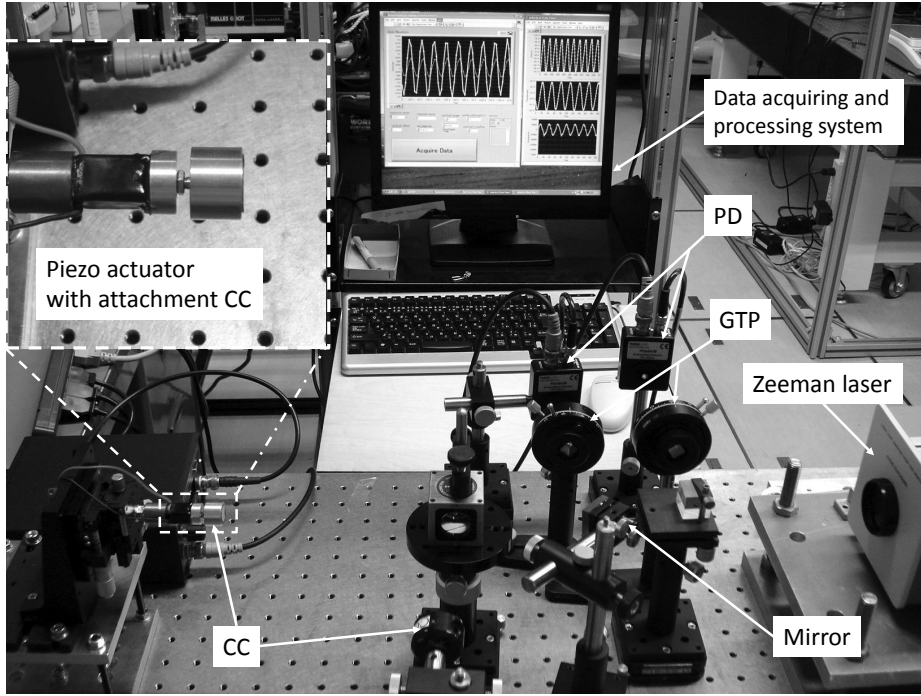 Piezo actuator
with attachment CC
Acquire Data
Data acquiring and
processing system
PD
GTP
Zeeman laser
CC
Mirror